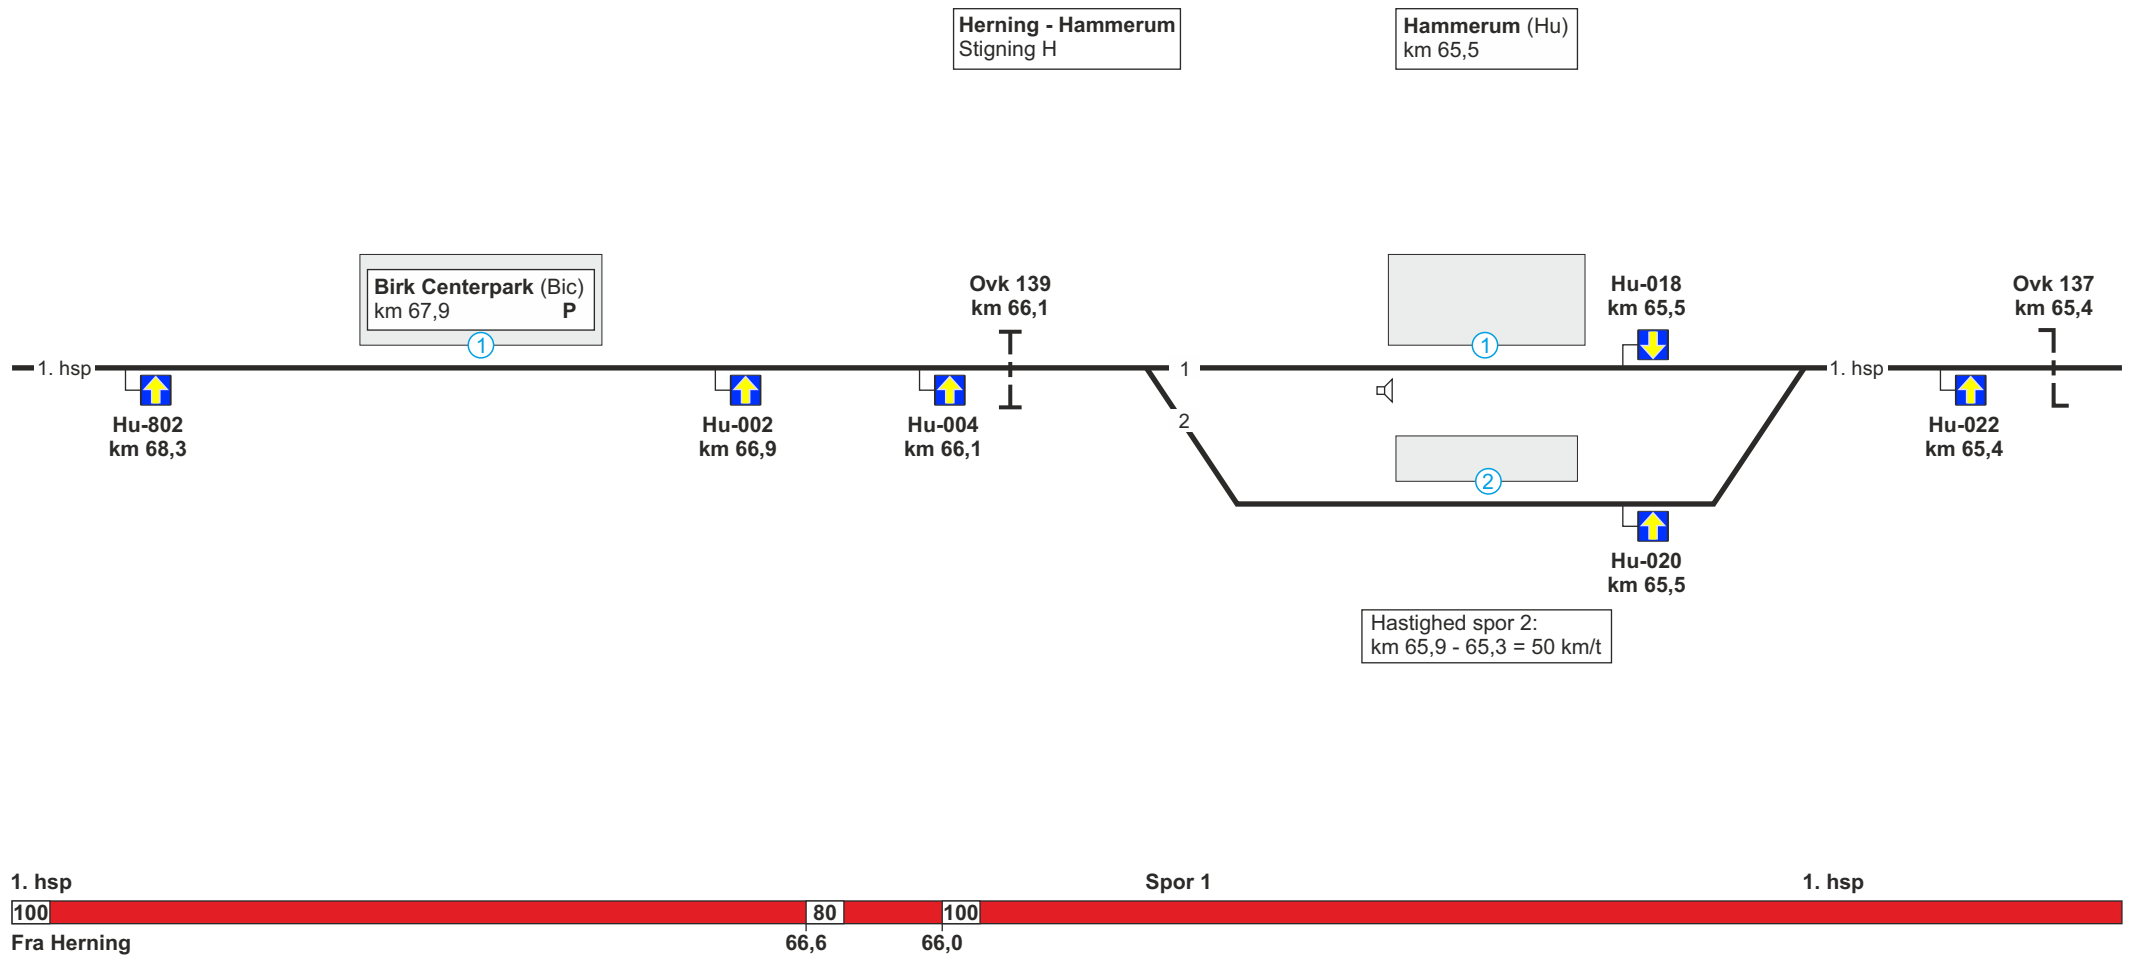 Herning - Hammerum
Stigning H
Hammerum (Hu)
km 65,5
Birk Centerpark (Bic)
km 67,9 P
1
Ovk 139
km 66,1
1
Hu-018
km 65,5
Ovk 137
km 65,4
1. hsp
1
1. hsp
Hu-802
km 68,3
Hu-002
km 66,9
Hu-004
km 66,1
2
Hu-022
km 65,4
2
Hu-020
km 65,5
Hastighed spor 2:
km 65,9 - 65,3 = 50 km/t
1. hsp
Spor 1
1. hsp
100
80
100
Fra Herning
66,6
66,0